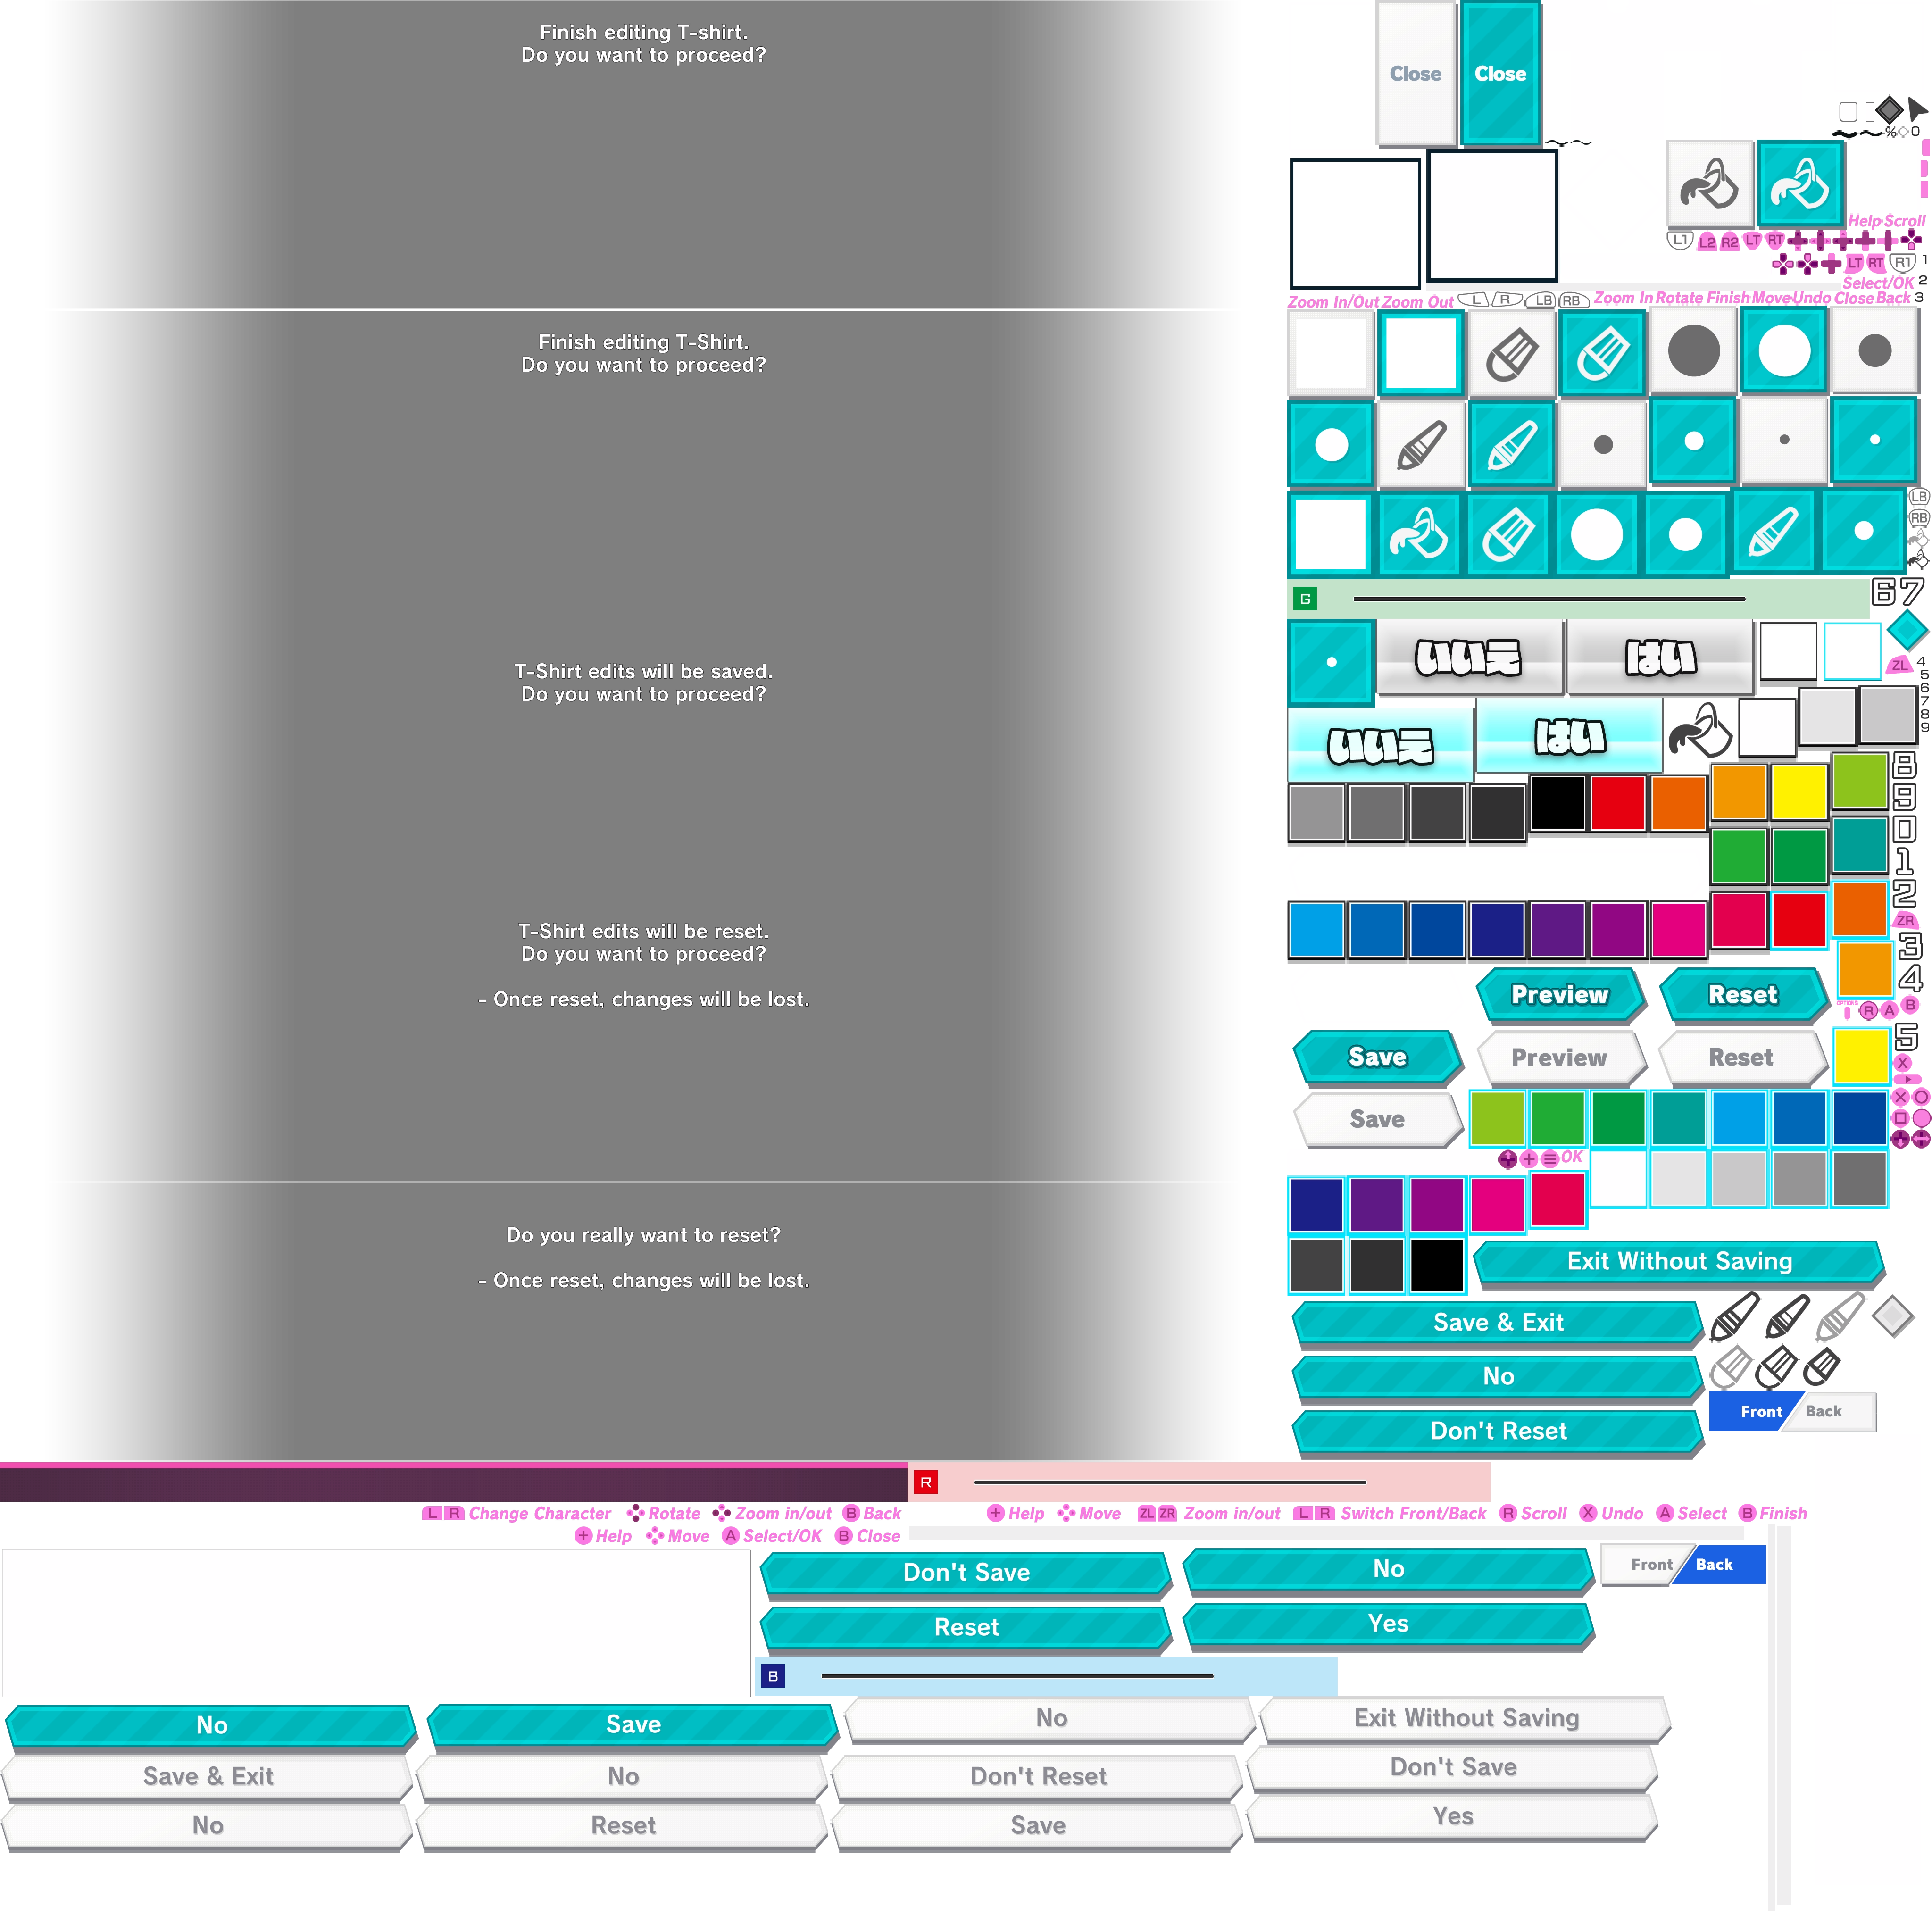 Finish editing T-shirt.
Do you want to proceed?
Close
Close
%
0
Help Scroll
L1 L2 R2 LT RT
LT RT R1 1
Select/OK 2
Zoom In/Out Zoom Out L R LB RB Zoom In Rotate Finish Move Undo Close Back 3
Finish editing T-Shirt.
Do you want to proceed?
LB
RB
G
67
いいえ
はい
ZL
4
5
6
7
8
9
T-Shirt edits will be saved.
Do you want to proceed?
いいえ
はい
8
9
0
1
2
ZR
3
4
T-Shirt edits will be reset.
Do you want to proceed?
- Once reset, changes will be lost.
Preview
Reset
OPTIONS
R A B
5
Save
Preview
Reset
X
Save
OK
Do you really want to reset?
- Once reset, changes will be lost.
Exit Without Saving
Save & Exit
No
Don't Reset
Front Back
R
L R Change Character Rotate Zoom in/out B Back
+ Help Move ZL ZR Zoom in/out L R Switch Front/Back R Scroll X Undo A Select B Finish
+ Help Move A Select/OK B Close
Don't Save
No
Front Back
Reset
Yes
B
No
Save
No
Exit Without Saving
Save & Exit
No
Don't Reset
Don't Save
No
Reset
Save
Yes